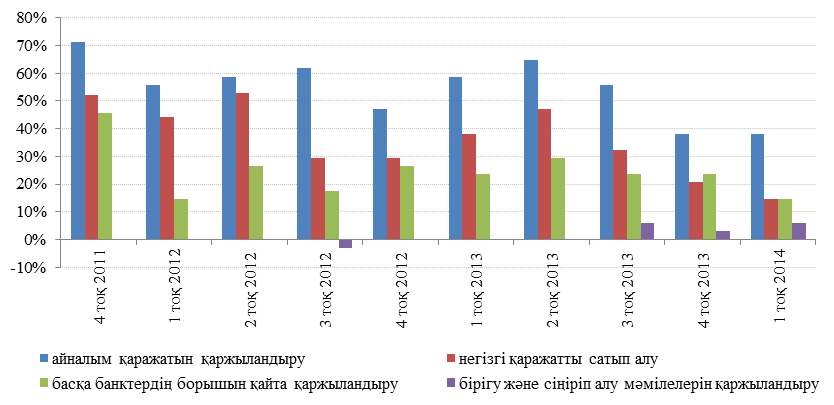 80%
70%
60%
50%
40%
30%
20%
10%
0%
-10%
4 тоқ 2011
1 тоқ 2012
2 тоқ 2012
3 тоқ 2012
4 тоқ 2012
1 тоқ 2013
2 тоқ 2013
3 тоқ 2013
4 тоқ 2013
1 тоқ 2014
айналым қаражатын қаржыландыру
негізгі қаражатты сатып алу
басқа банктердің борышын қайта қаржыландыру
бірігу және сіңіріп алу мәмілелерін қаржыландыру